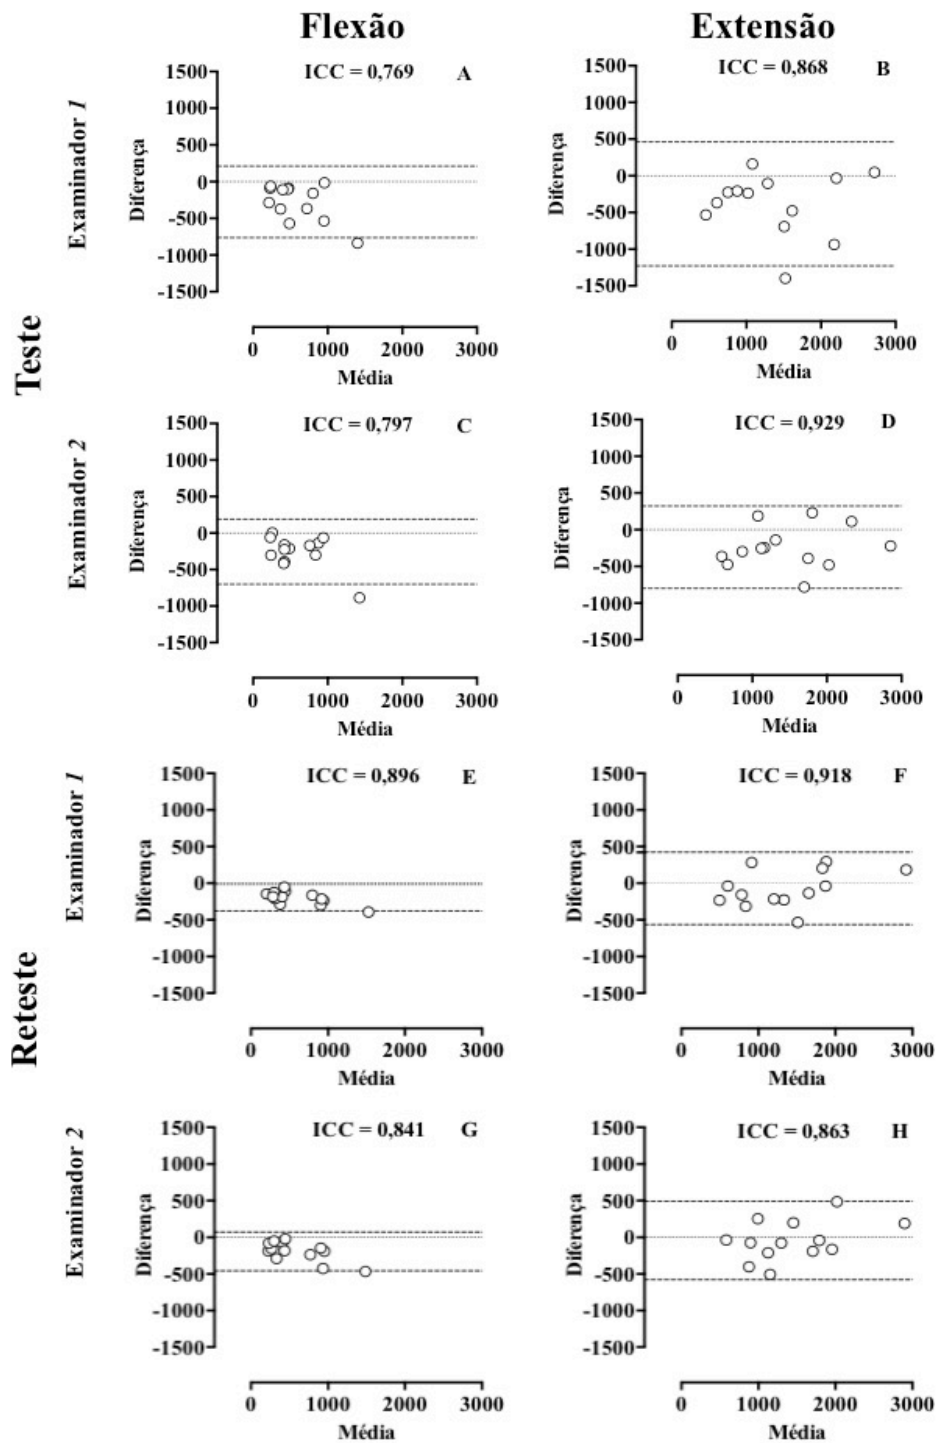 Flexão
Extensão
Teste
Examinador 1
ICC = 0,769
A
Diferença
1500
1000
500
0
-500
-1000
-1500
0 1000 2000 3000
Média
ICC = 0,868
B
Diferença
1500
1000
500
0
-500
-1000
-1500
0 1000 2000 3000
Média
Examinador 2
ICC = 0,797
C
Diferença
1500
1000
500
0
-500
-1000
-1500
0 1000 2000 3000
Média
ICC = 0,929
D
Diferença
1500
1000
500
0
-500
-1000
-1500
0 1000 2000 3000
Média
Reteste
Examinador 1
ICC = 0,896
E
Diferença
1500
1000
500
0
-500
-1000
-1500
0 1000 2000 3000
Média
ICC = 0,918
F
Diferença
1500
1000
500
0
-500
-1000
-1500
0 1000 2000 3000
Média
Examinador 2
ICC = 0,841
G
Diferença
1500
1000
500
0
-500
-1000
-1500
0 1000 2000 3000
Média
ICC = 0,863
H
Diferença
1500
1000
500
0
-500
-1000
-1500
0 1000 2000 3000
Média